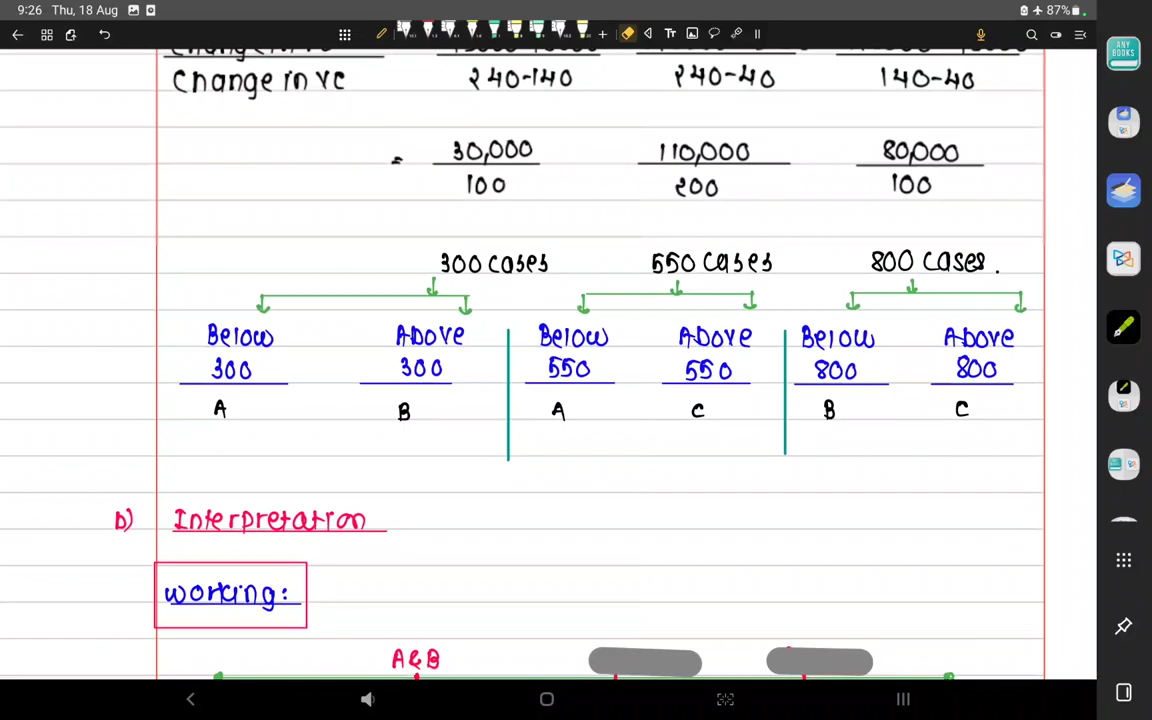 9:26 Thu, 18 Aug 87%
Change in VC 240-140 240-40 140-40
= 30,000 110,000 80,000
100 200 100
300 cases 550 cases 800 cases.
Below Above Below Above Below Above
300 300 550 550 800 800
A B A C B C
D) Interpretation
Working:
A&B
ANY BOOKS